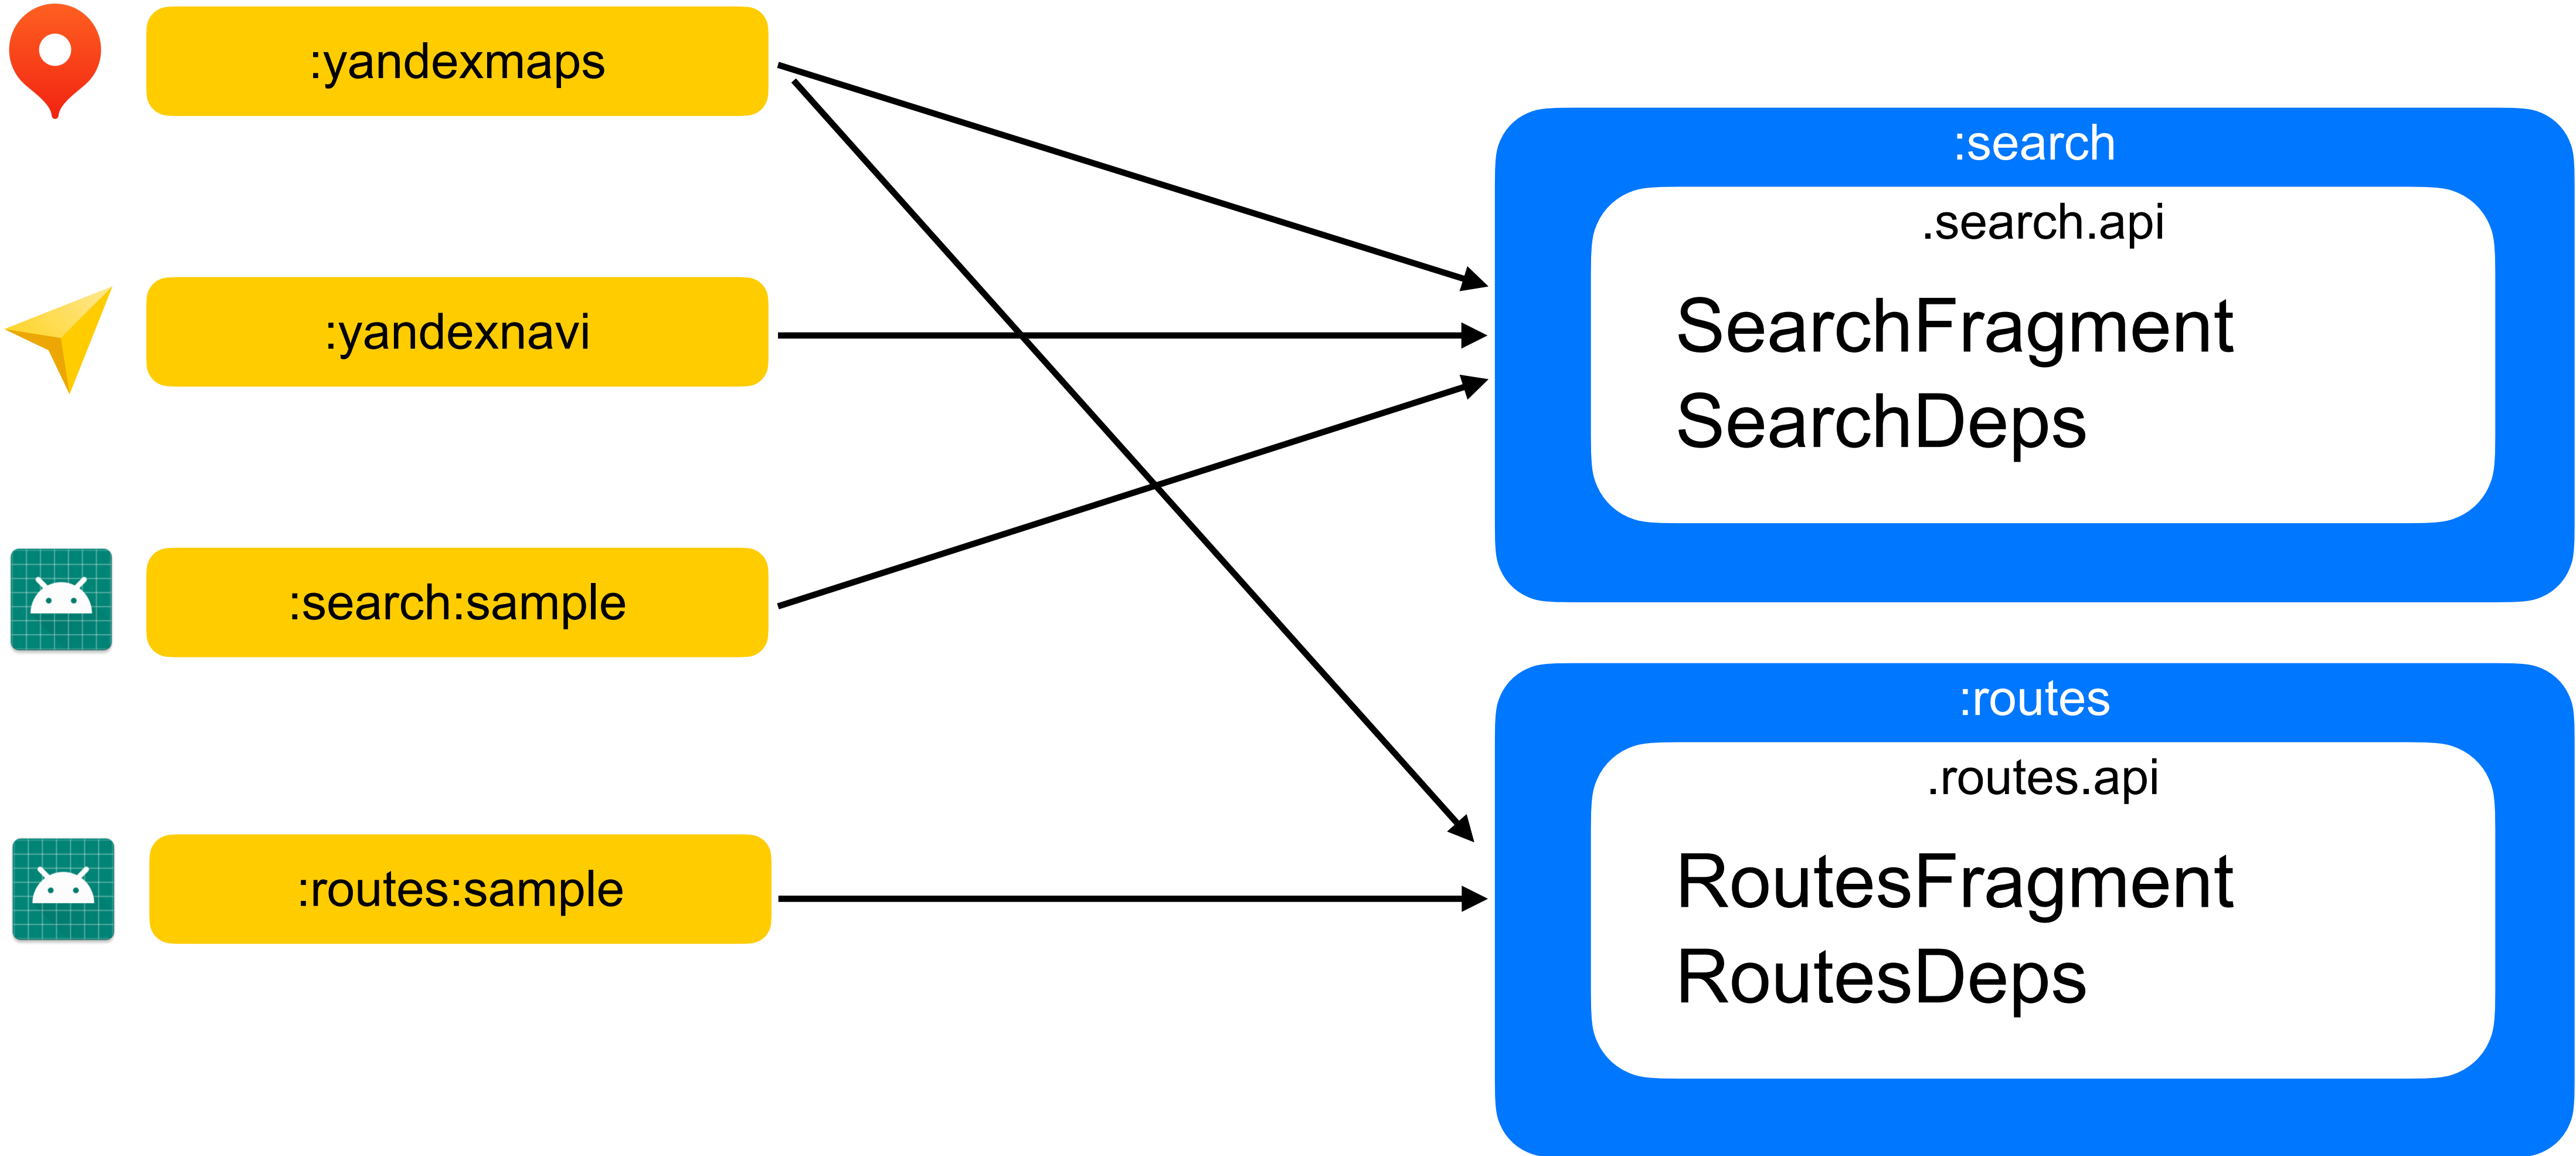 :yandexmaps
:yandexnavi
:search:sample
:routes:sample
:search
.search.api
SearchFragment
SearchDeps
:routes
.routes.api
RoutesFragment
RoutesDeps